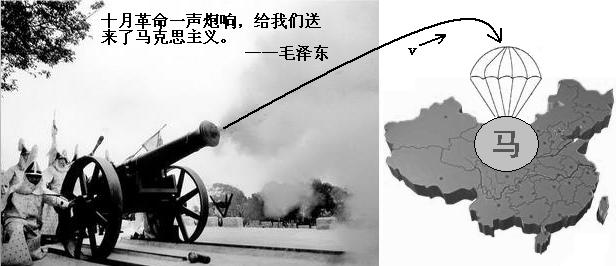 十月革命一声炮响，给我们送
来了马克思主义。
——毛泽东
v
马